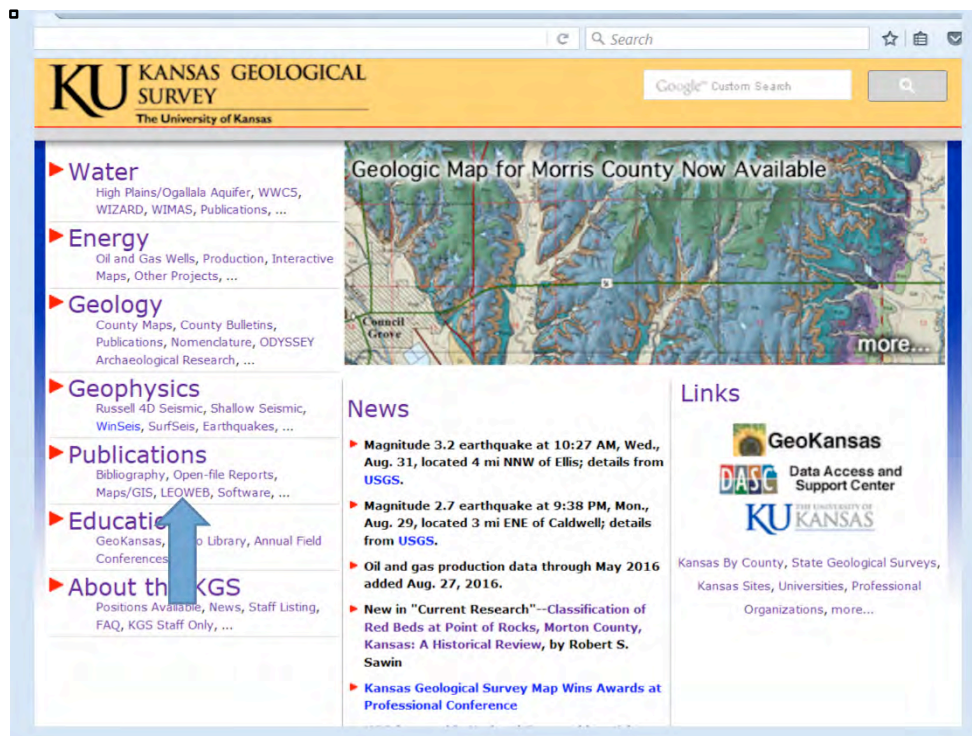 Search
KU KANSAS GEOLOGICAL
SURVEY
The University of Kansas
Google™ Custom Search
Water
High Plains/Ogallala Aquifer, WWC5,
WIZARD, WIMAS, Publications, ...
Energy
Oil and Gas Wells, Production, Interactive
Maps, Other Projects, ...
Geology
County Maps, County Bulletins,
Publications, Nomenclature, ODYSSEY
Archaeological Research, ...
Geophysics
Russell 4D Seismic, Shallow Seismic,
WinSeis, SurfSeis, Earthquakes, ...
Publications
Bibliography, Open-file Reports,
Maps/GIS, LEOWEB, Software, ...
Educati
GeoKansas, o Library, Annual Field
Conferences
About th KGS
Positions Available, News, Staff Listing,
FAQ, KGS Staff Only, ...
Geologic Map for Morris County Now Available
Council
Grove
more...
News
Magnitude 3.2 earthquake at 10:27 AM, Wed.,
Aug. 31, located 4 mi NNW of Ellis; details from
USGS.
Magnitude 2.7 earthquake at 9:38 PM, Mon.,
Aug. 29, located 3 mi ENE of Caldwell; details
from USGS.
Oil and gas production data through May 2016
added Aug. 27, 2016.
New in "Current Research"--Classification of
Red Beds at Point of Rocks, Morton County,
Kansas: A Historical Review, by Robert S.
Sawin
Kansas Geological Survey Map Wins Awards at
Professional Conference
Links
GeoKansas
DASC Data Access and
Support Center
KU THE UNIVERSITY OF
KANSAS
Kansas By County, State Geological Surveys,
Kansas Sites, Universities, Professional
Organizations, more...